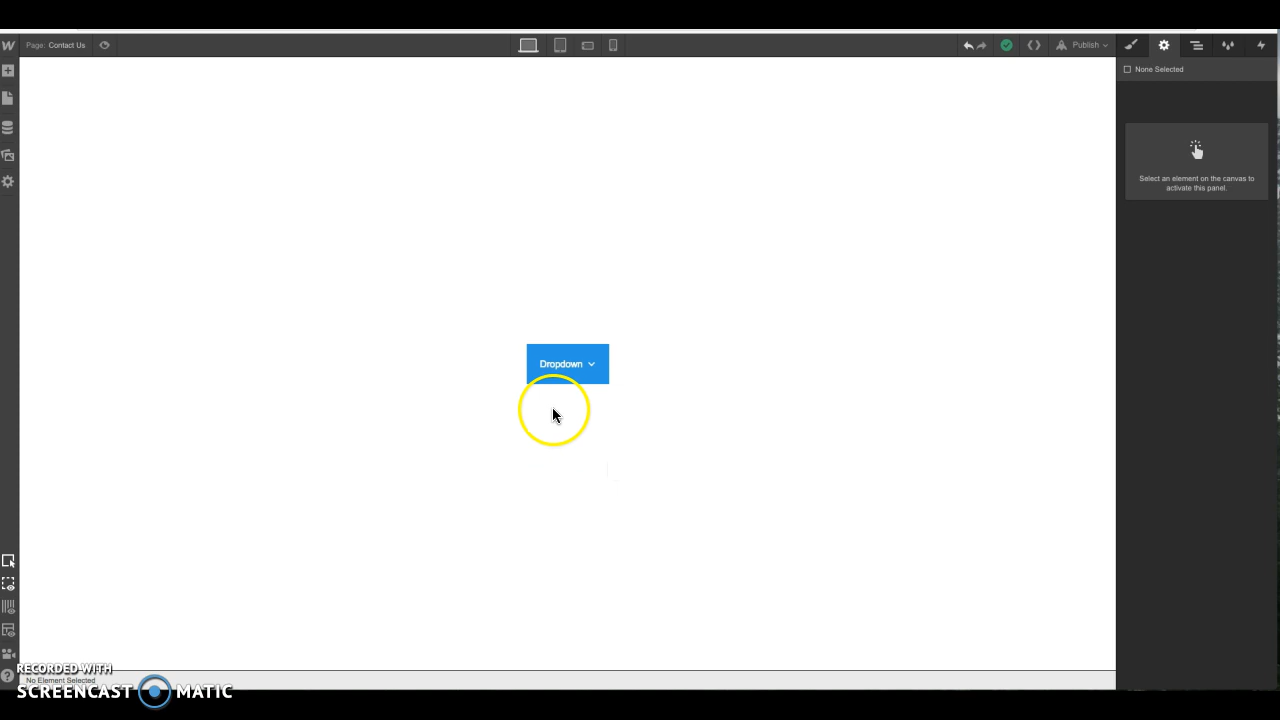 Page: Contact Us
Publish
None Selected
Select an element on the canvas to
activate this panel.
Dropdown
No Element Selected
RECORDED WITH
SCREENCAST MATIC